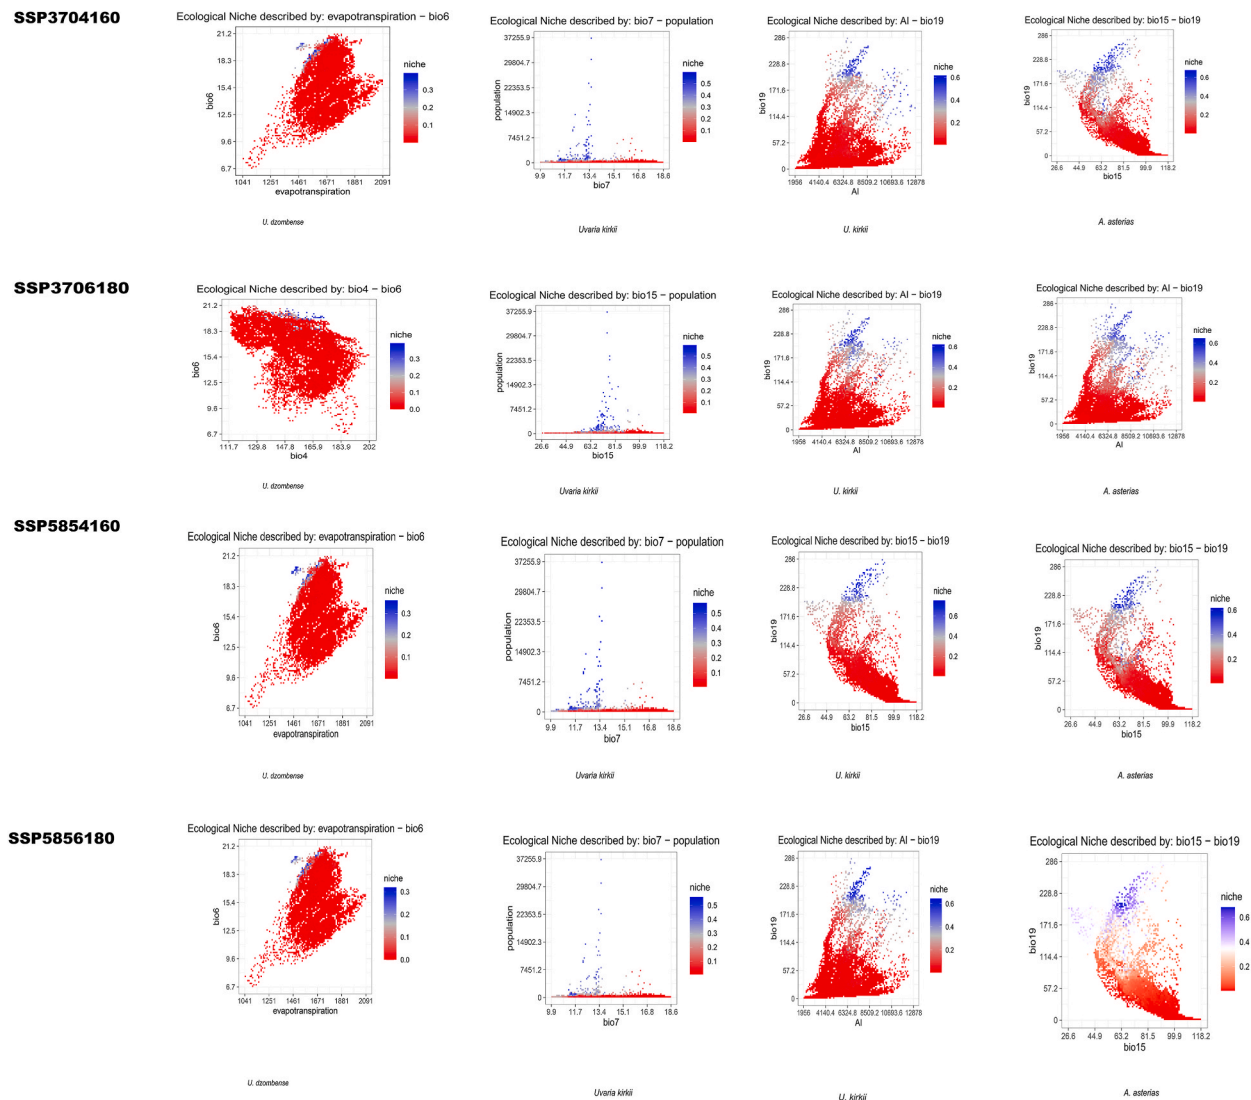 SSP3704160
Ecological Niche described by: evapotranspiration − bio6
21.2
18.3
15.4
12.5
9.6
6.7
bio6
1041 1251 1461 1671 1881 2091
evapotranspiration
niche
0.3
0.2
0.1
U. dzombense
Ecological Niche described by: bio7 − population
37255.9
29804.7
22353.5
14902.3
7451.2
0
population
9.9 11.7 13.4 15.1 16.8 18.6
bio7
niche
0.5
0.4
0.3
0.2
0.1
Uvaria kirkii
Ecological Niche described by: AI − bio19
286
228.8
171.6
114.4
57.2
0
bio19
1956 4140.4 6324.8 8509.2 10693.6 12878
AI
niche
0.6
0.4
0.2
U. kirkii
Ecological Niche described by: bio15 − bio19
286
228.8
171.6
114.4
57.2
0
bio19
26.6 44.9 63.2 81.5 99.9 118.2
bio15
niche
0.6
0.4
0.2
A. asterias
SSP3706180
Ecological Niche described by: bio4 − bio6
21.2
18.3
15.4
12.5
9.6
6.7
bio6
111.7 129.8 147.8 165.9 183.9 202
bio4
niche
0.3
0.2
0.1
0.0
U. dzombense
Ecological Niche described by: bio15 − population
37255.9
29804.7
22353.5
14902.3
7451.2
0
population
26.6 44.9 63.2 81.5 99.9 118.2
bio15
niche
0.5
0.4
0.3
0.2
0.1
Uvaria kirkii
Ecological Niche described by: AI − bio19
286
228.8
171.6
114.4
57.2
0
bio19
1956 4140.4 6324.8 8509.2 10693.6 12878
AI
niche
0.6
0.4
0.2
U. kirkii
Ecological Niche described by: AI − bio19
286
228.8
171.6
114.4
57.2
0
bio19
1956 4140.4 6324.8 8509.2 10693.6 12878
AI
niche
0.6
0.4
0.2
A. asterias
SSP5854160
Ecological Niche described by: evapotranspiration − bio6
21.2
18.3
15.4
12.5
9.6
6.7
bio6
1041 1251 1461 1671 1881 2091
evapotranspiration
niche
0.3
0.2
0.1
U. dzombense
Ecological Niche described by: bio7 − population
37255.9
29804.7
22353.5
14902.3
7451.2
0
population
9.9 11.7 13.4 15.1 16.8 18.6
bio7
niche
0.5
0.4
0.3
0.2
0.1
Uvaria kirkii
Ecological Niche described by: bio15 − bio19
286
228.8
171.6
114.4
57.2
0
bio19
26.6 44.9 63.2 81.5 99.9 118.2
bio15
niche
0.6
0.4
0.2
U. kirkii
Ecological Niche described by: bio15 − bio19
286
228.8
171.6
114.4
57.2
0
bio19
26.6 44.9 63.2 81.5 99.9 118.2
bio15
niche
0.6
0.4
0.2
A. asterias
SSP5856180
Ecological Niche described by: evapotranspiration − bio6
21.2
18.3
15.4
12.5
9.6
6.7
bio6
1041 1251 1461 1671 1881 2091
evapotranspiration
niche
0.3
0.2
0.1
0.0
U. dzombense
Ecological Niche described by: bio7 − population
37255.9
29804.7
22353.5
14902.3
7451.2
0
population
9.9 11.7 13.4 15.1 16.8 18.6
bio7
niche
0.5
0.4
0.3
0.2
0.1
Uvaria kirkii
Ecological Niche described by: AI − bio19
286
228.8
171.6
114.4
57.2
0
bio19
1956 4140.4 6324.8 8509.2 10693.6 12878
AI
niche
0.6
0.4
0.2
U. kirkii
Ecological Niche described by: bio15 − bio19
286
228.8
171.6
114.4
57.2
0
bio19
26.6 44.9 63.2 81.5 99.9 118.2
bio15
niche
0.6
0.4
0.2
A. asterias